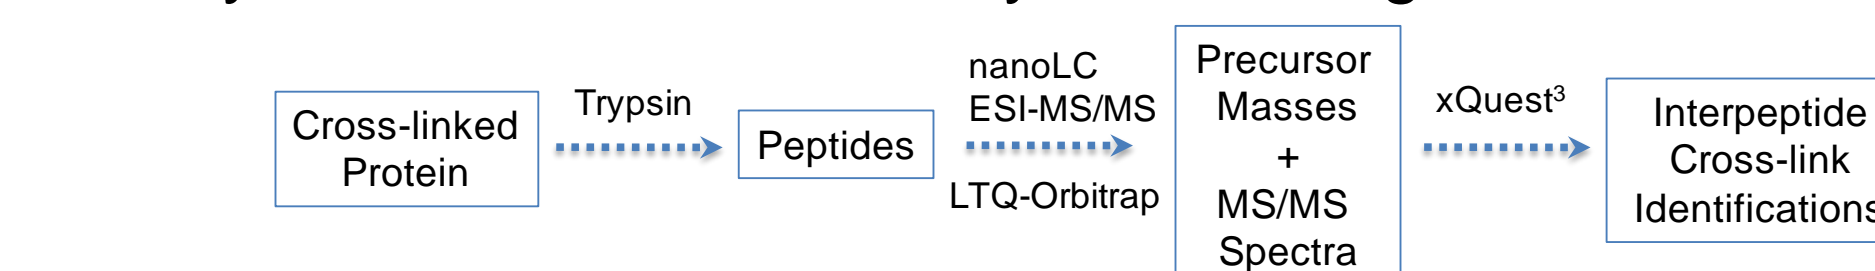 Cross-linked
Protein
Trypsin
Peptides
nanoLC
ESI-MS/MS
LTQ-Orbitrap
Precursor
Masses
+
MS/MS
Spectra
xQuest³
Interpeptide
Cross-link
Identifications